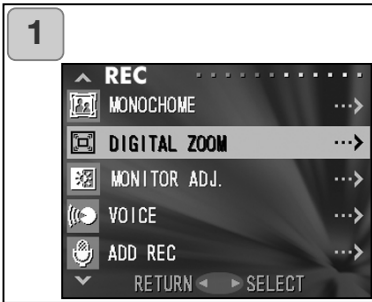 1
REC
MONOCHOME
DIGITAL ZOOM
MONITOR ADJ.
VOICE
ADD REC
RETURN SELECT